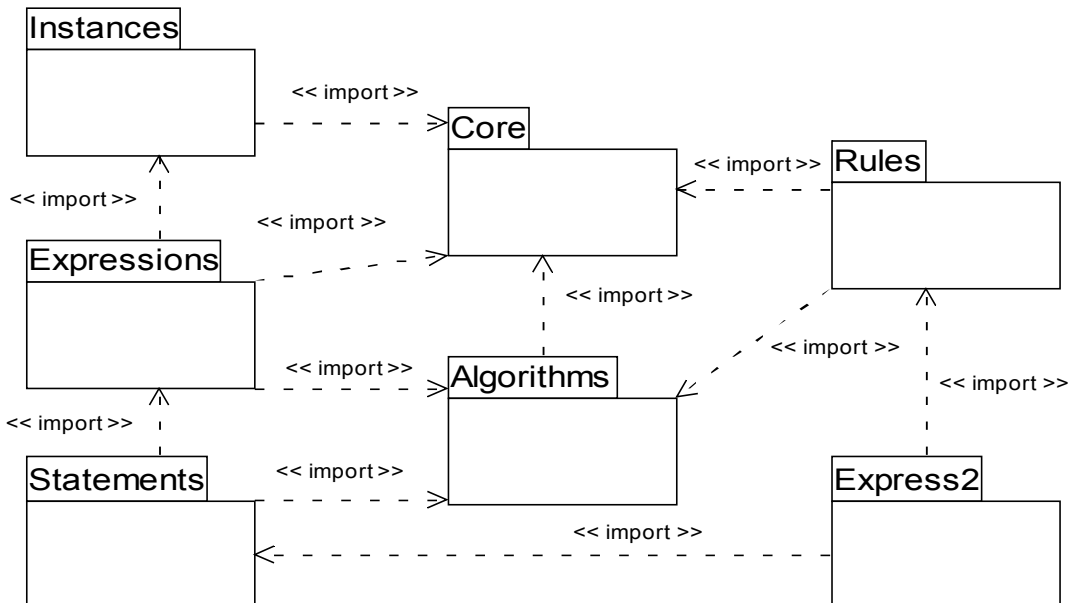 Instances
<< import >>
Core
<< import >>
Rules
<< import >>
<< import >>
Expressions
<< import >>
<< import >>
<< import >>
Algorithms
<< import >>
<< import >>
Statements
<< import >>
Express2
<< import >>